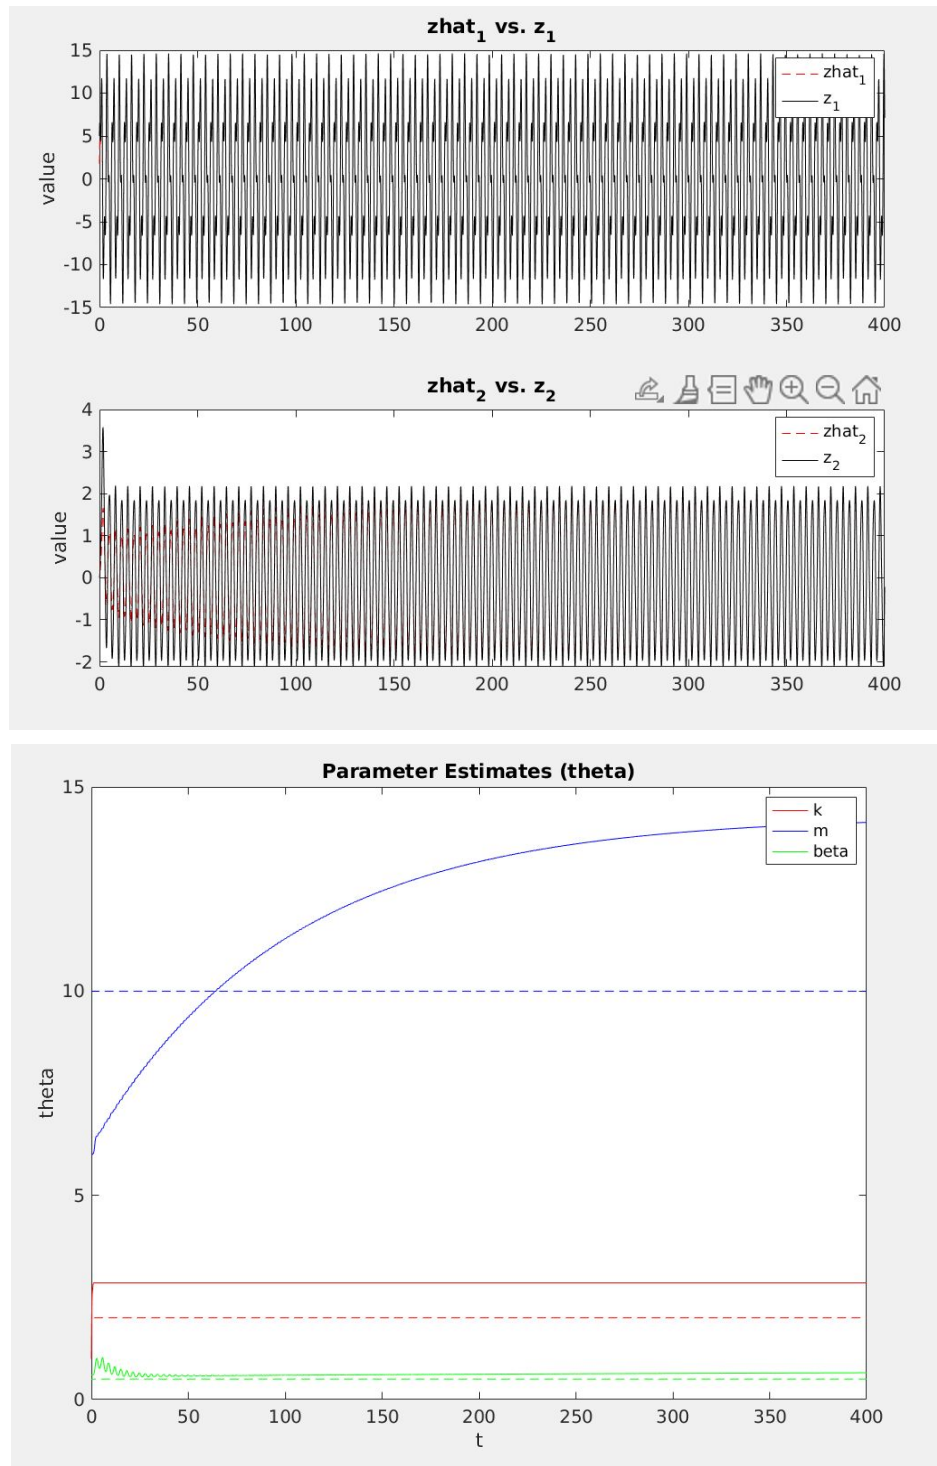 zhat1 vs. z1
15
10
5
0
-5
-10
-15
value
zhat1
z1
0 50 100 150 200 250 300 350 400
zhat2 vs. z2
4
3
2
1
0
-1
-2
value
zhat2
z2
0 50 100 150 200 250 300 350 400
Parameter Estimates (theta)
15
10
5
0
theta
k
m
beta
0 50 100 150 200 250 300 350 400
t